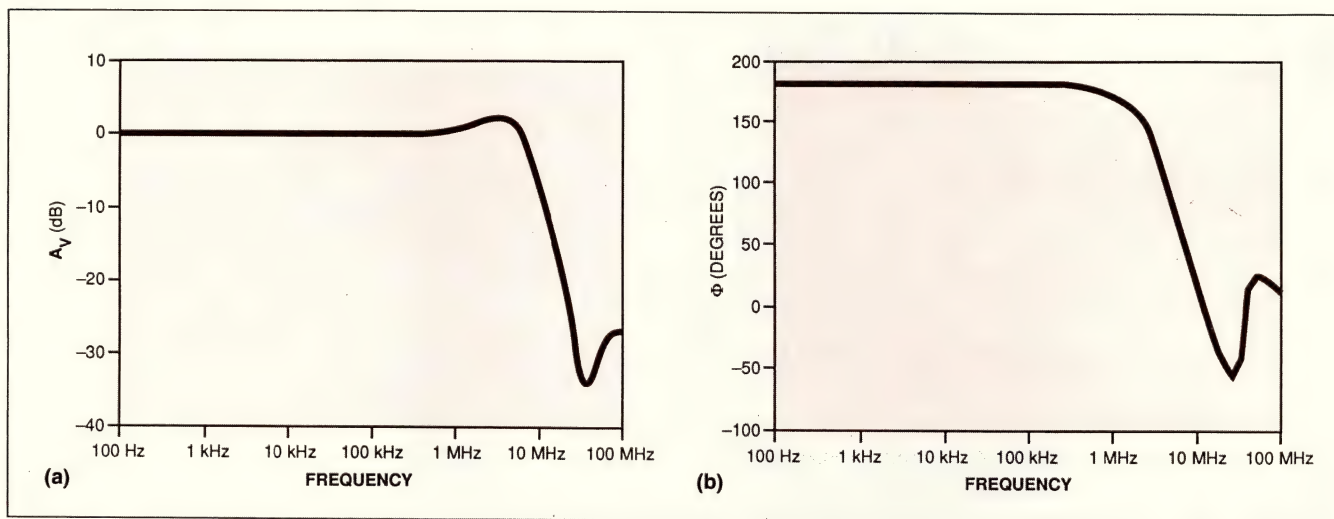 10
0
–10
–20
–30
–40
A_V (dB)
100 Hz 1 kHz 10 kHz 100 kHz 1 MHz 10 MHz 100 MHz
(a)
FREQUENCY
200
150
100
50
0
–50
–100
Φ (DEGREES)
100 Hz 1 kHz 10 kHz 100 kHz 1 MHz 10 MHz 100 MHz
(b)
FREQUENCY